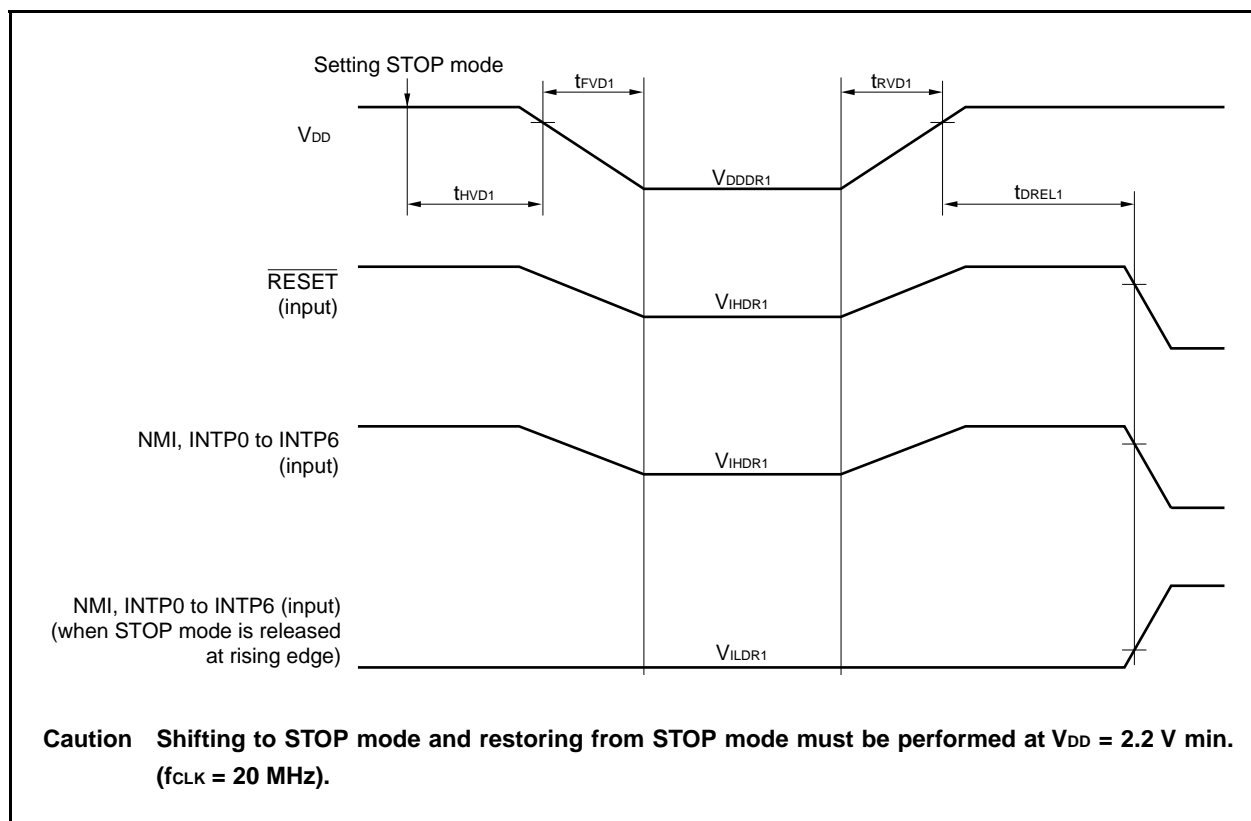 Setting STOP mode
tFVD1
tRVD1
VDD
VDDDR1
tHVD1
tDREL1
RESET
(input)
VIHDR1
NMI, INTP0 to INTP6
(input)
VIHDR1
NMI, INTP0 to INTP6 (input)
(when STOP mode is released
at rising edge)
VILDR1
Caution Shifting to STOP mode and restoring from STOP mode must be performed at VDD = 2.2 V min.
(fCLK = 20 MHz).